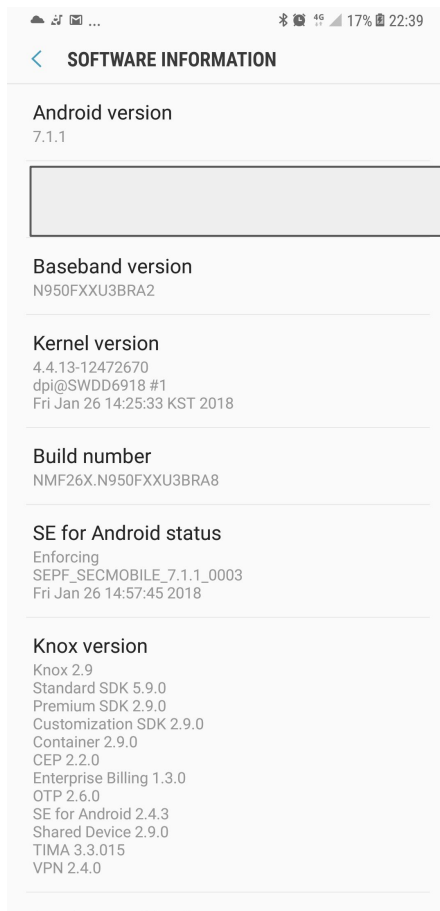 ... 4G 17% 22:39
SOFTWARE INFORMATION
Android version
7.1.1
Baseband version
N950FXXU3BRA2
Kernel version
4.4.13-12472670
dpi@SWDD6918 #1
Fri Jan 26 14:25:33 KST 2018
Build number
NMF26X.N950FXXU3BRA8
SE for Android status
Enforcing
SEPF_SECMOBILE_7.1.1_0003
Fri Jan 26 14:57:45 2018
Knox version
Knox 2.9
Standard SDK 5.9.0
Premium SDK 2.9.0
Customization SDK 2.9.0
Container 2.9.0
CEP 2.2.0
Enterprise Billing 1.3.0
OTP 2.6.0
SE for Android 2.4.3
Shared Device 2.9.0
TIMA 3.3.015
VPN 2.4.0